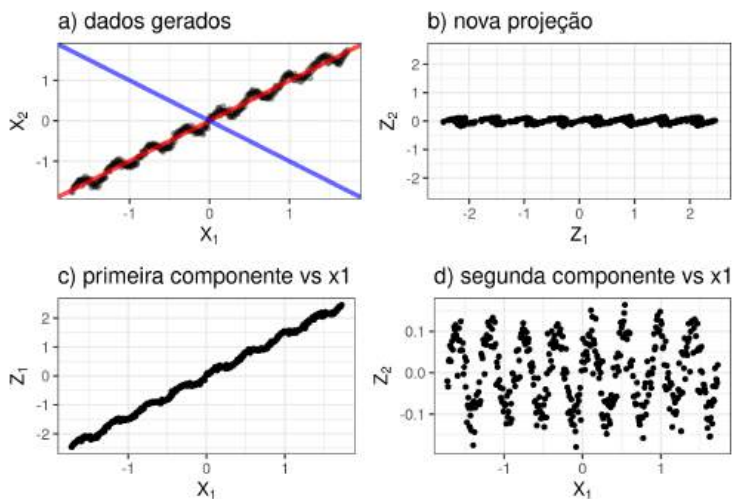 a) dados gerados
X₂
1
0
-1
-1
0
1
X₁
b) nova projeção
Z₂
2
1
0
-1
-2
-2
-1
0
1
2
Z₁
c) primeira componente vs x1
Z₁
2
1
0
-1
-2
-1
0
1
X₁
d) segunda componente vs x1
Z₂
0.1
0.0
-0.1
-1
0
1
X₁